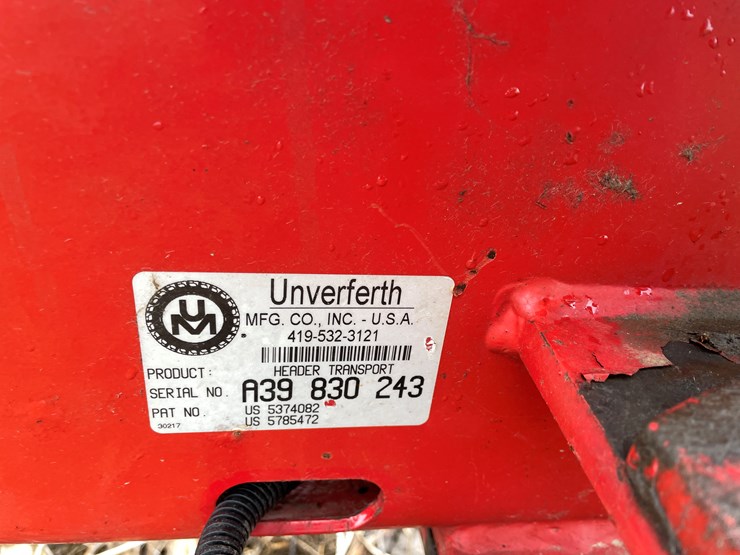 UM
Unverferth
MFG. CO., INC. - U.S.A.
419-532-3121
PRODUCT: HEADER TRANSPORT
SERIAL NO. A39 830 243
PAT NO. US 5374082
US 5785472
30217